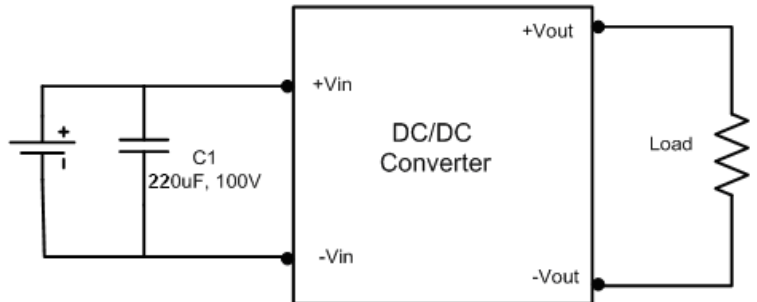 +Vout
+Vin
+
DC/DC
Converter
Load
C1
220uF, 100V
-Vin
-Vout